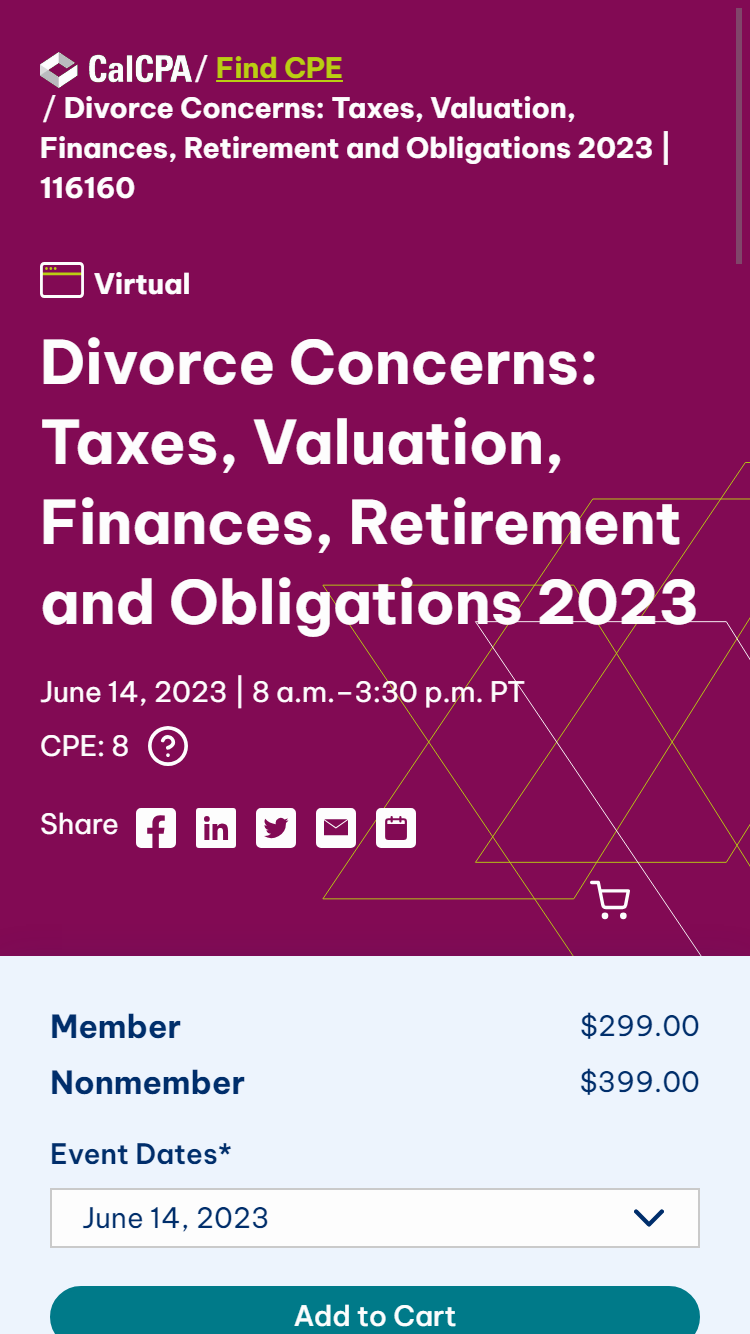 CalCPA / Find CPE
/ Divorce Concerns: Taxes, Valuation,
Finances, Retirement and Obligations 2023 |
116160
Virtual
Divorce Concerns:
Taxes, Valuation,
Finances, Retirement
and Obligations 2023
June 14, 2023 | 8 a.m.–3:30 p.m. PT
CPE: 8 ?
Share
Member $299.00
Nonmember $399.00
Event Dates*
June 14, 2023
Add to Cart